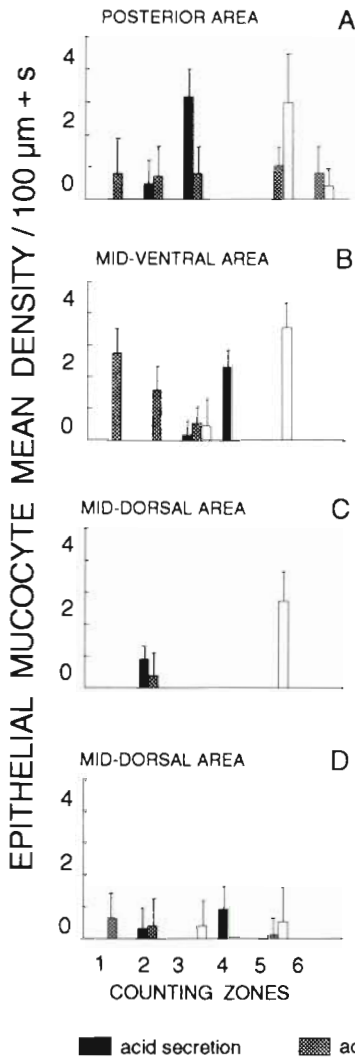 POSTERIOR AREA A
4
2
0
MID-VENTRAL AREA B
4
2
0
MID-DORSAL AREA C
4
2
0
MID-DORSAL AREA D
4
2
0
1 2 3 4 5 6
COUNTING ZONES
EPITHELIAL MUCOCYTE MEAN DENSITY / 100 µm + s
acid secretion